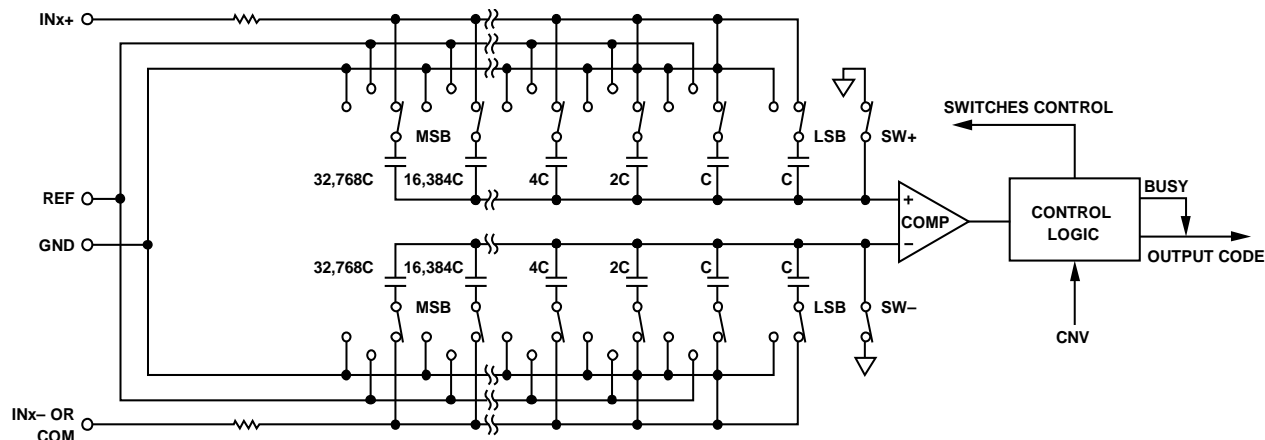 INx+
MSB
LSB
SW+
SWITCHES CONTROL
32,768C
16,384C
4C
2C
C
C
BUSY
REF
+
COMP
CONTROL
LOGIC
GND
–
OUTPUT CODE
32,768C
16,384C
4C
2C
C
C
MSB
LSB
SW–
CNV
INx– OR
COM